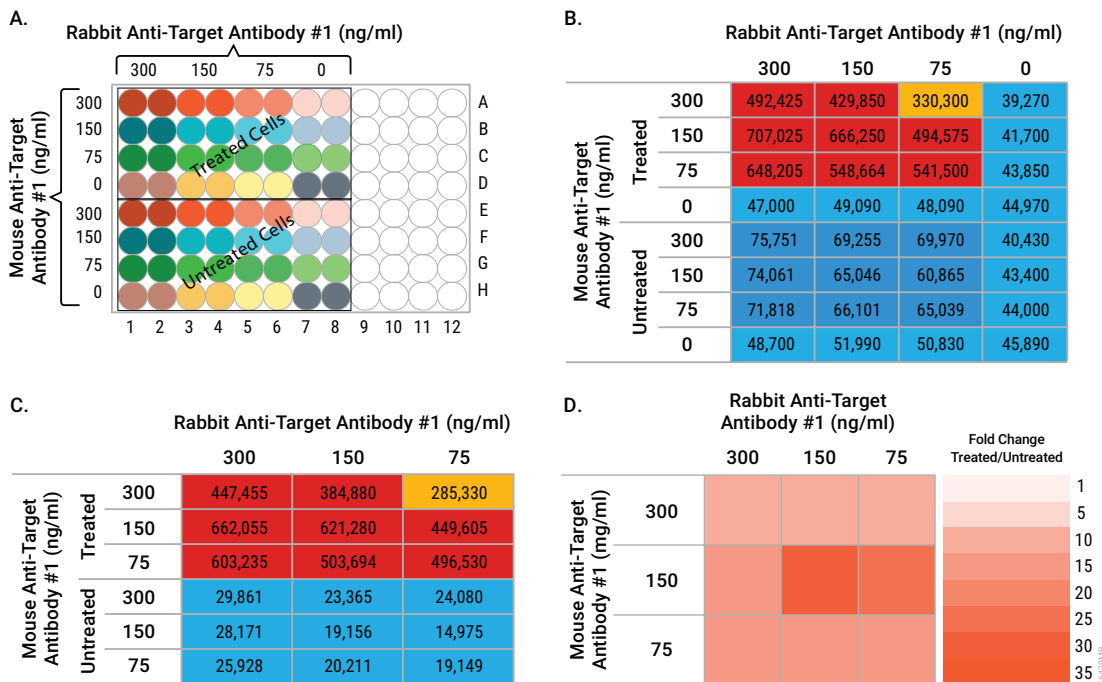 A.
Rabbit Anti-Target Antibody #1 (ng/ml)
300 150 75 0
Mouse Anti-Target
Antibody #1 (ng/ml)
300 A
150 B
75 C
0 D
300 E
150 F
75 G
0 H
Treated Cells
Untreated Cells
1 2 3 4 5 6 7 8 9 10 11 12
B.
Rabbit Anti-Target Antibody #1 (ng/ml)
300 150 75 0
Mouse Anti-Target
Antibody #1 (ng/ml)
Treated
300 492,425 429,850 330,300 39,270
150 707,025 666,250 494,575 41,700
75 648,205 548,664 541,500 43,850
0 47,000 49,090 48,090 44,970
Untreated
300 75,751 69,255 69,970 40,430
150 74,061 65,046 60,865 43,400
75 71,818 66,101 65,039 44,000
0 48,700 51,990 50,830 45,890
C.
Rabbit Anti-Target Antibody #1 (ng/ml)
300 150 75
Mouse Anti-Target
Antibody #1 (ng/ml)
Treated
300 447,455 384,880 285,330
150 662,055 621,280 449,605
75 603,235 503,694 496,530
Untreated
300 29,861 23,365 24,080
150 28,171 19,156 14,975
75 25,928 20,211 19,149
D.
Rabbit Anti-Target
Antibody #1 (ng/ml)
300 150 75
Mouse Anti-Target
Antibody #1 (mg/ml)
300
150
75
Fold Change
Treated/Untreated
1
5
10
15
20
25
30
35